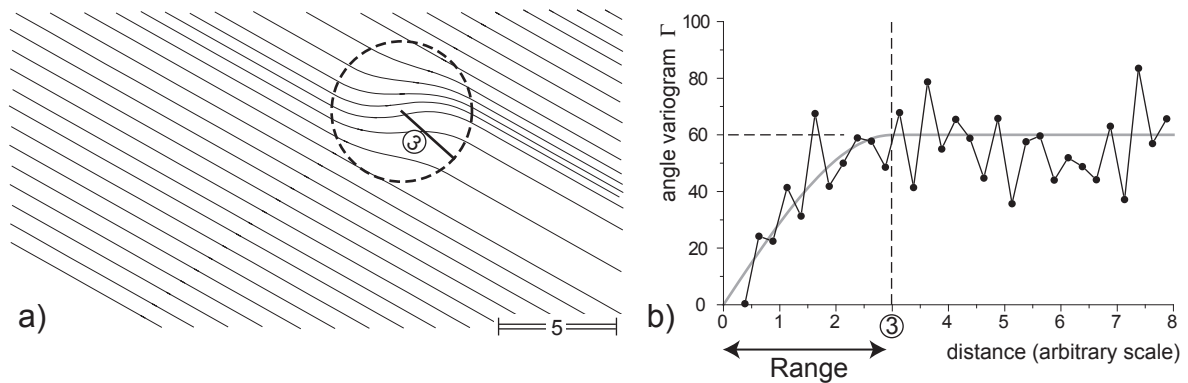 ③
a)
5
angle variogram Γ
100
80
60
40
20
0
0 1 2 ③ 4 5 6 7 8
b)
Range
distance (arbitrary scale)